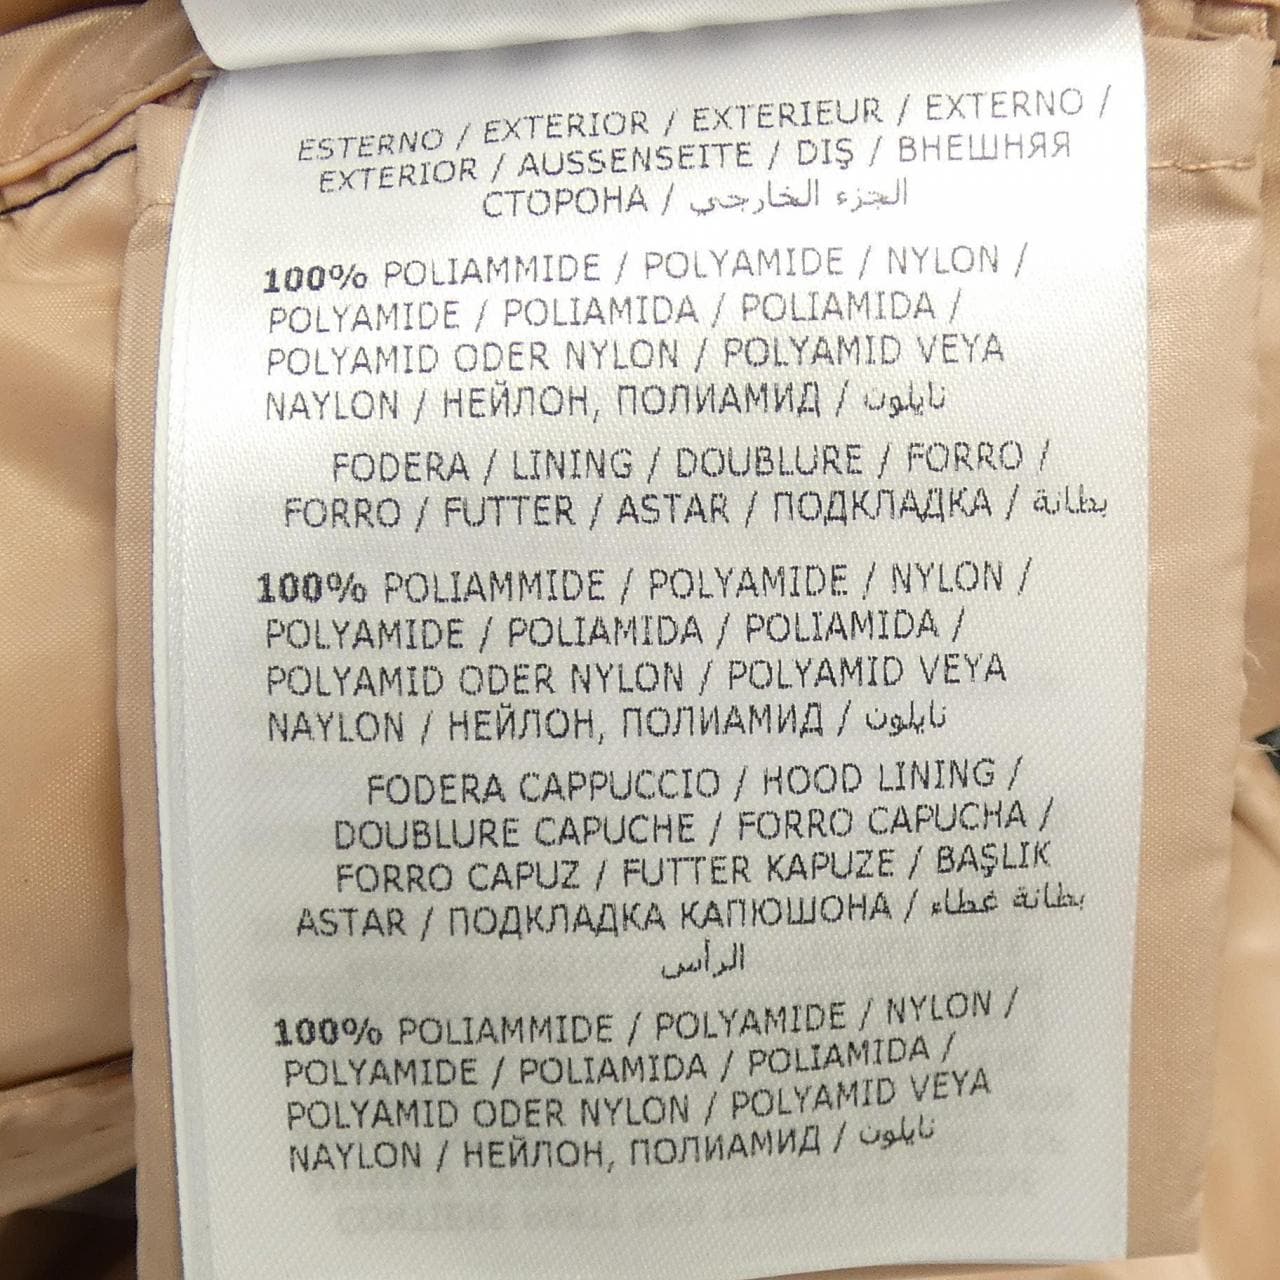 ESTERNO / EXTERIOR / EXTERIEUR / EXTERNO /
EXTERIOR / AUSSENSEITE / DIŞ / ВНЕШНЯЯ
СТОРОНА / الجزء الخارجي
100% POLIAMMIDE / POLYAMIDE / NYLON /
POLYAMIDE / POLIAMIDA / POLIAMIDA /
POLYAMID ODER NYLON / POLYAMID VEYA
NAYLON / НЕЙЛОН, ПОЛИАМИД / نايلون
FODERA / LINING / DOUBLURE / FORRO /
FORRO / FUTTER / ASTAR / ПОДКЛАДКА / بطانة
100% POLIAMMIDE / POLYAMIDE / NYLON /
POLYAMIDE / POLIAMIDA / POLIAMIDA /
POLYAMID ODER NYLON / POLYAMID VEYA
NAYLON / НЕЙЛОН, ПОЛИАМИД / نايلون
FODERA CAPPUCCIO / HOOD LINING /
DOUBLURE CAPUCHE / FORRO CAPUCHA /
FORRO CAPUZ / FUTTER KAPUZE / BAŞLIK
ASTAR / ПОДКЛАДКА КАПЮШОНА / بطانة غطاء
الرأس
100% POLIAMMIDE / POLYAMIDE / NYLON /
POLYAMIDE / POLIAMIDA / POLIAMIDA /
POLYAMID ODER NYLON / POLYAMID VEYA
NAYLON / НЕЙЛОН, ПОЛИАМИД / نايلون